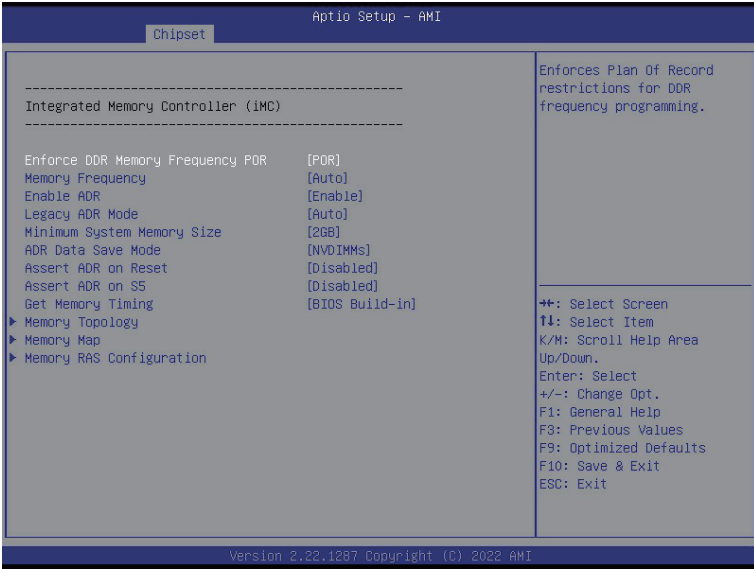 Aptio Setup – AMI
Chipset
------------------------------------------------
Integrated Memory Controller (iMC)
------------------------------------------------
Enforce DDR Memory Frequency POR [POR]
Memory Frequency [Auto]
Enable ADR [Enable]
Legacy ADR Mode [Auto]
Minimum System Memory Size [2GB]
ADR Data Save Mode [NVDIMMs]
Assert ADR on Reset [Disabled]
Assert ADR on S5 [Disabled]
Get Memory Timing [BIOS Build-in]
Memory Topology
Memory Map
Memory RAS Configuration
Enforces Plan Of Record
restrictions for DDR
frequency programming.
→←: Select Screen
↑↓: Select Item
K/M: Scroll Help Area
Up/Down.
Enter: Select
+/-: Change Opt.
F1: General Help
F3: Previous Values
F9: Optimized Defaults
F10: Save & Exit
ESC: Exit
Version 2.22.1287 Copyright (C) 2022 AMI